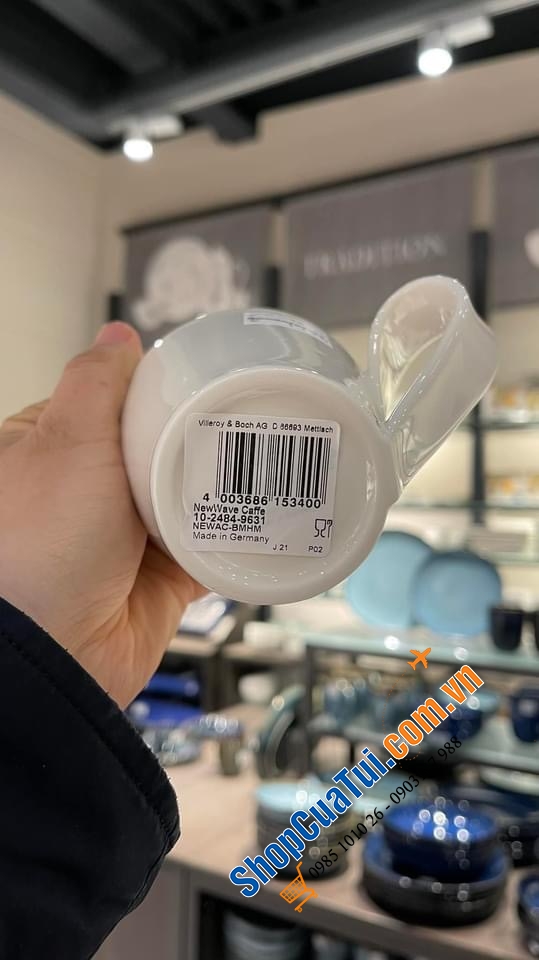 TRADITION
Villeroy & Boch AG D 66693 Mettlach
4 003686 153400
NewWave Caffe
10-2484-9631
NEWAC-BMHM
Made in Germany
J 21 P02
ShopCuaTui.com.vn